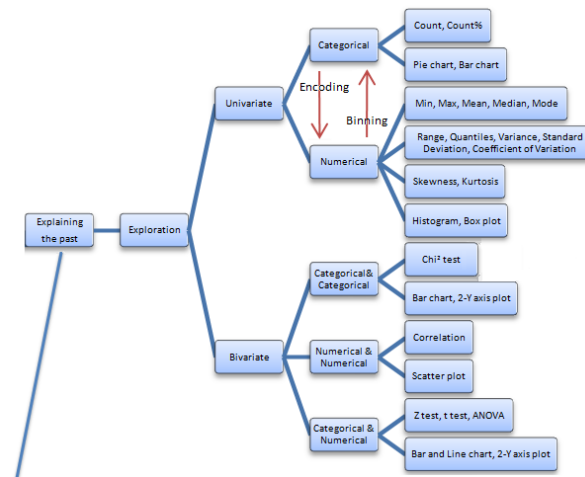 Count, Count%
Categorical
Pie chart, Bar chart
Encoding
Univariate
Min, Max, Mean, Median, Mode
Binning
Range, Quantiles, Variance, Standard
Deviation, Coefficient of Variation
Numerical
Skewness, Kurtosis
Histogram, Box plot
Explaining
the past
Exploration
Chi² test
Categorical&
Categorical
Bar chart, 2-Y axis plot
Correlation
Bivariate
Numerical &
Numerical
Scatter plot
Z test, t test, ANOVA
Categorical &
Numerical
Bar and Line chart, 2-Y axis plot